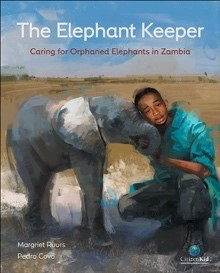 The Elephant Keeper
Caring for Orphaned Elephants in Zambia
Margriet Ruurs
Pedro Covo
CitizenKid